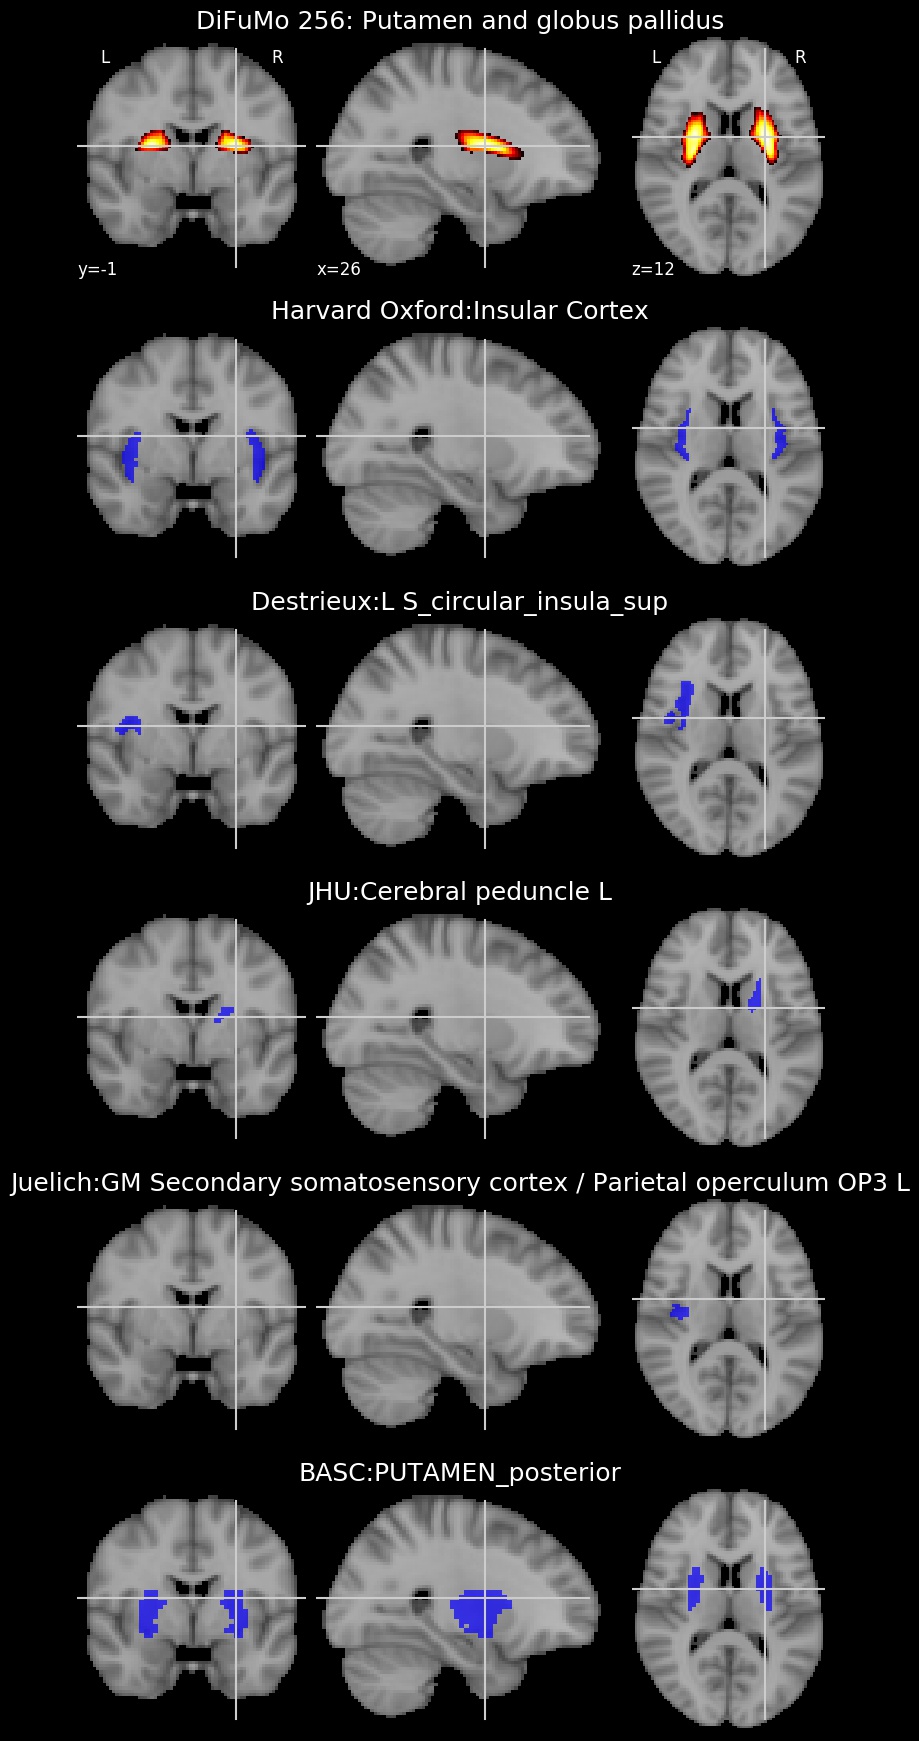 DiFuMo 256: Putamen and globus pallidus
L R L R
y=-1 x=26 z=12
Harvard Oxford:Insular Cortex
Destrieux:L S_circular_insula_sup
JHU:Cerebral peduncle L
Juelich:GM Secondary somatosensory cortex / Parietal operculum OP3 L
BASC:PUTAMEN_posterior